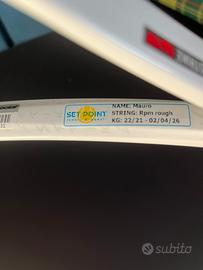 SET POINT
NAME: Mauro
STRING: Rpm rough
KG: 22/21 - 02/04/26
subito